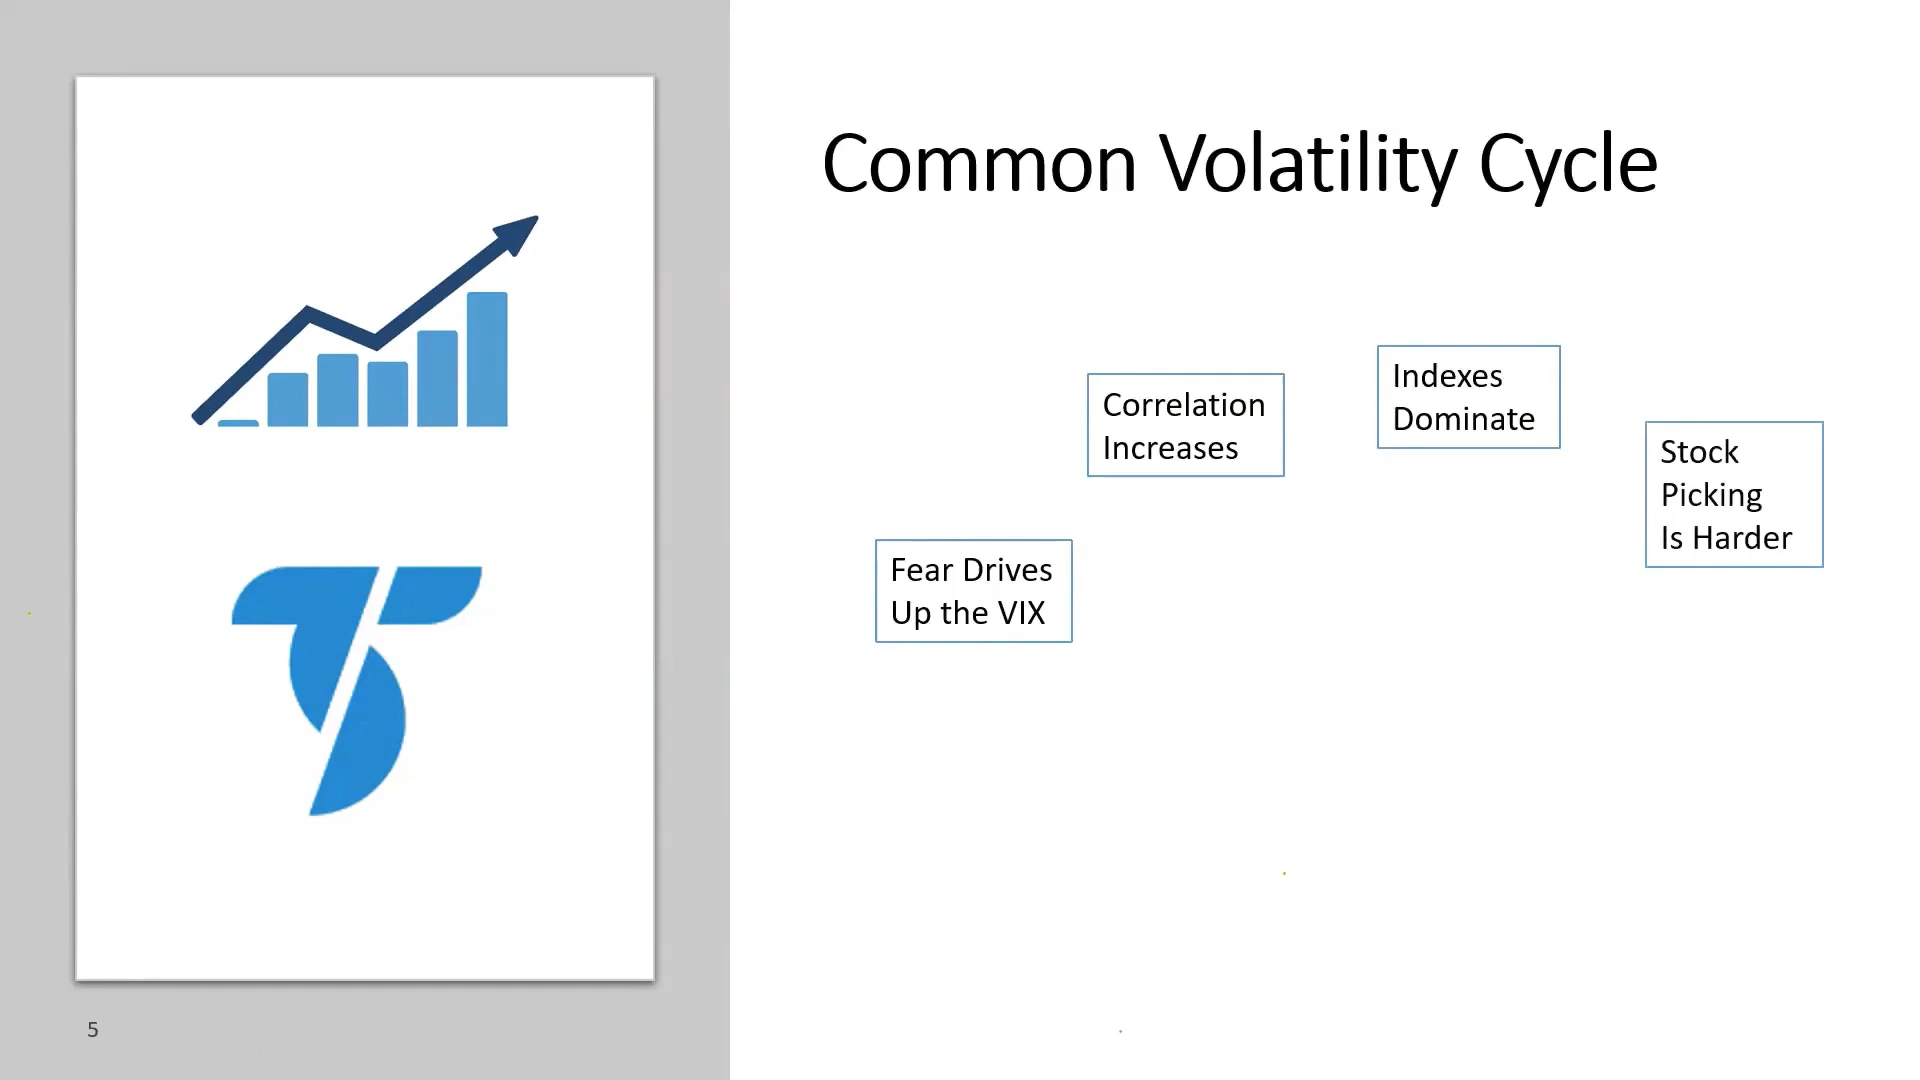 Common Volatility Cycle
Fear Drives
Up the VIX
Correlation
Increases
Indexes
Dominate
Stock
Picking
Is Harder
5